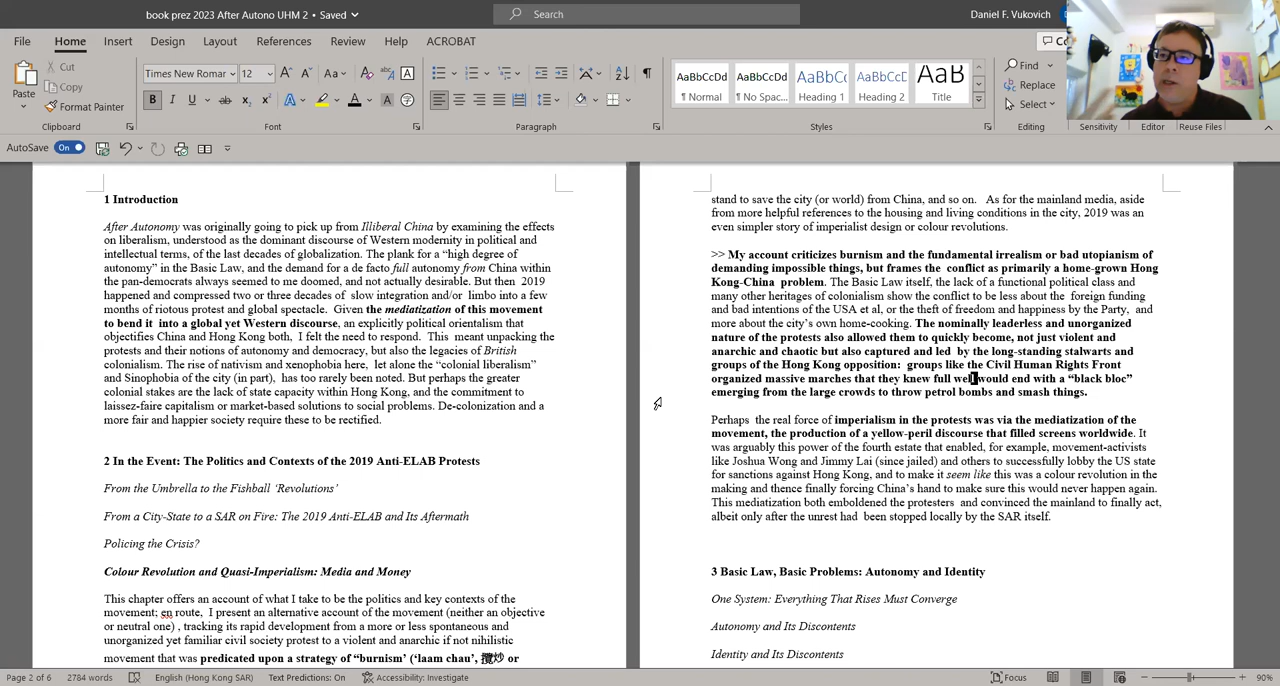 book prez 2023 After Autono UHM 2 • Saved
Search
Daniel F. Vukovich
File Home Insert Draw Design Layout References Review Help ACROBAT
Cut
Copy
Format Painter
Paste
Times New Romar 12
AaBbCcDd AaBbCcDd AaBbCc AaBbCcD AaB
¶ Normal ¶ No Spac... Heading 1 Heading 2 Title
Find
Replace
Select
Clipboard Font Paragraph Styles Editing Sensitivity Editor Reuse Files
AutoSave On
1 Introduction
After Autonomy was originally going to pick up from Illiberal China by examining the effects
on liberalism, understood as the dominant discourse of Western modernity in political and
intellectual terms, of the last decades of globalization. The plank for a “high degree of
autonomy” in the Basic Law, and the demand for a de facto full autonomy from China within
the pan-democrats always seemed to me doomed, and not actually desirable. But then 2019
happened and compressed two or three decades of slow integration and/or limbo into a few
months of riotous protest and global spectacle. Given the mediatization of this movement
to bend it into a global yet Western discourse, an explicitly political orientalism that
objectifies China and Hong Kong both, I felt the need to respond. This meant unpacking the
protests and their notions of autonomy and democracy, but also the legacies of British
colonialism. The rise of nativism and xenophobia here, let alone the “colonial liberalism”
and Sinophobia of the city (in part), has too rarely been noted. But perhaps the greater
colonial stakes are the lack of state capacity within Hong Kong, and the commitment to
laissez-faire capitalism or market-based solutions to social problems. De-colonization and a
more fair and happier society require these to be rectified.
2 In the Event: The Politics and Contexts of the 2019 Anti-ELAB Protests
From the Umbrella to the Fishball ‘Revolutions’
From a City-State to a SAR on Fire: The 2019 Anti-ELAB and Its Aftermath
Policing the Crisis?
Colour Revolution and Quasi-Imperialism: Media and Money
This chapter offers an account of what I take to be the politics and key contexts of the
movement; en route, I present an alternative account of the movement (neither an objective
or neutral one) , tracking its rapid development from a more or less spontaneous and
unorganized yet familiar civil society protest to a violent and anarchic if not nihilistic
movement that was predicated upon a strategy of “burnism’ (‘laam chau’, 攬炒 or
stand to save the city (or world) from China, and so on. As for the mainland media, aside
from more helpful references to the housing and living conditions in the city, 2019 was an
even simpler story of imperialist design or colour revolutions.
>> My account criticizes burnism and the fundamental irrealism or bad utopianism of
demanding impossible things, but frames the conflict as primarily a home-grown Hong
Kong-China problem. The Basic Law itself, the lack of a functional political class and
many other heritages of colonialism show the conflict to be less about the foreign funding
and bad intentions of the USA et al, or the theft of freedom and happiness by the Party, and
more about the city’s own home-cooking. The nominally leaderless and unorganized
nature of the protests also allowed them to quickly become, not just violent and
anarchic and chaotic but also captured and led by the long-standing stalwarts and
groups of the Hong Kong opposition: groups like the Civil Human Rights Front
organized massive marches that they knew full well would end with a “black bloc”
emerging from the large crowds to throw petrol bombs and smash things.
Perhaps the real force of imperialism in the protests was via the mediatization of the
movement, the production of a yellow-peril discourse that filled screens worldwide. It
was arguably this power of the fourth estate that enabled, for example, movement-activists
like Joshua Wong and Jimmy Lai (since jailed) and others to successfully lobby the US state
for sanctions against Hong Kong, and to make it seem like this was a colour revolution in the
making and thence finally forcing China’s hand to make sure this would never happen again.
This mediatization both emboldened the protesters and convinced the mainland to finally act,
albeit only after the unrest had been stopped locally by the SAR itself.
3 Basic Law, Basic Problems: Autonomy and Identity
One System: Everything That Rises Must Converge
Autonomy and Its Discontents
Identity and Its Discontents
Page 2 of 6 2784 words English (Hong Kong SAR) Text Predictions: On Accessibility: Investigate Focus 90%